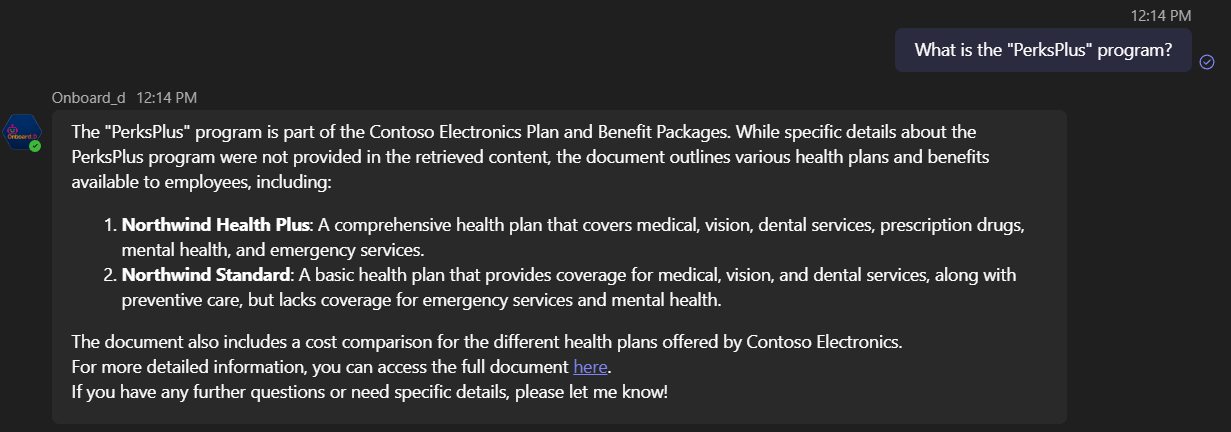 12:14 PM
What is the "PerksPlus" program?
Onboard_d 12:14 PM
Onboard.D
The "PerksPlus" program is part of the Contoso Electronics Plan and Benefit Packages. While specific details about the
PerksPlus program were not provided in the retrieved content, the document outlines various health plans and benefits
available to employees, including:
1. Northwind Health Plus: A comprehensive health plan that covers medical, vision, dental services, prescription drugs,
mental health, and emergency services.
2. Northwind Standard: A basic health plan that provides coverage for medical, vision, and dental services, along with
preventive care, but lacks coverage for emergency services and mental health.
The document also includes a cost comparison for the different health plans offered by Contoso Electronics.
For more detailed information, you can access the full document here.
If you have any further questions or need specific details, please let me know!